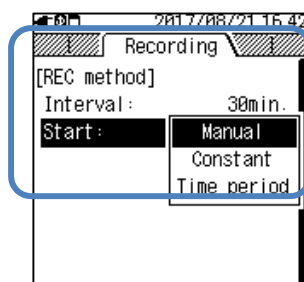 2017/08/21 16:42
Recording
[REC method]
Interval: 30min.
Start: Manual
Constant
Time period